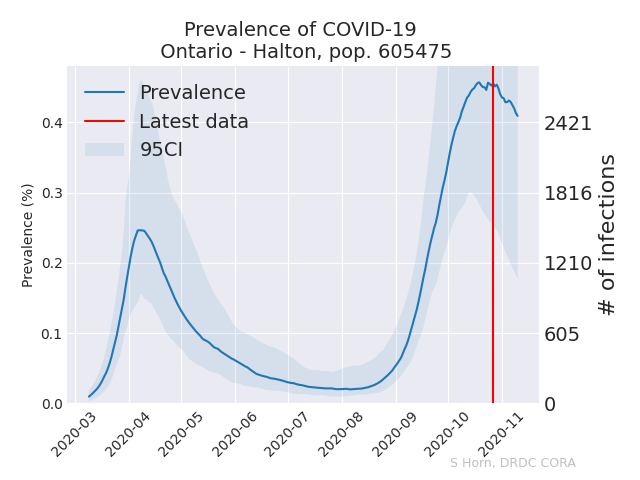 Prevalence of COVID-19
Ontario - Halton, pop. 605475
Prevalence
Latest data
95CI
Prevalence (%)
0.4
0.3
0.2
0.1
0.0
2421
1816
1210
605
0
# of infections
2020-03
2020-04
2020-05
2020-06
2020-07
2020-08
2020-09
2020-10
2020-11
S Horn, DRDC CORA